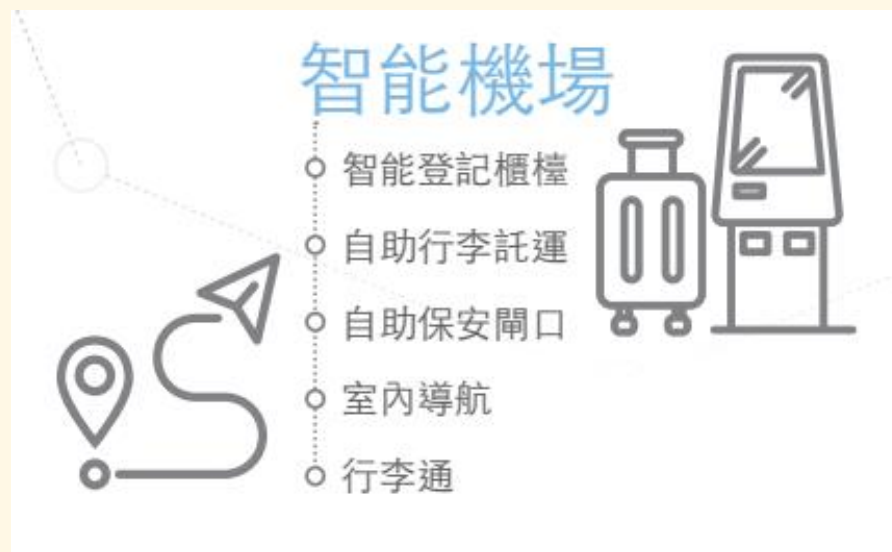 智能機場
智能登記櫃檯
自助行李託運
自助保安閘口
室內導航
行李通